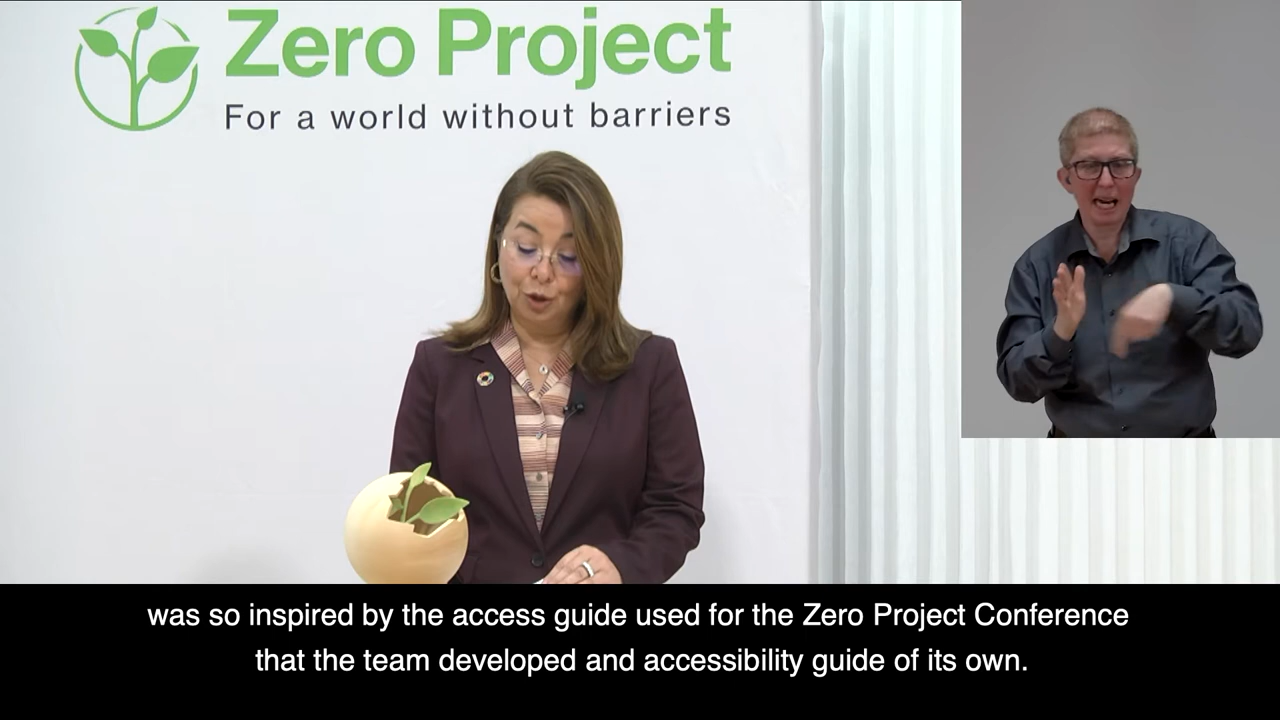 Zero Project
For a world without barriers
was so inspired by the access guide used for the Zero Project Conference
that the team developed and accessibility guide of its own.